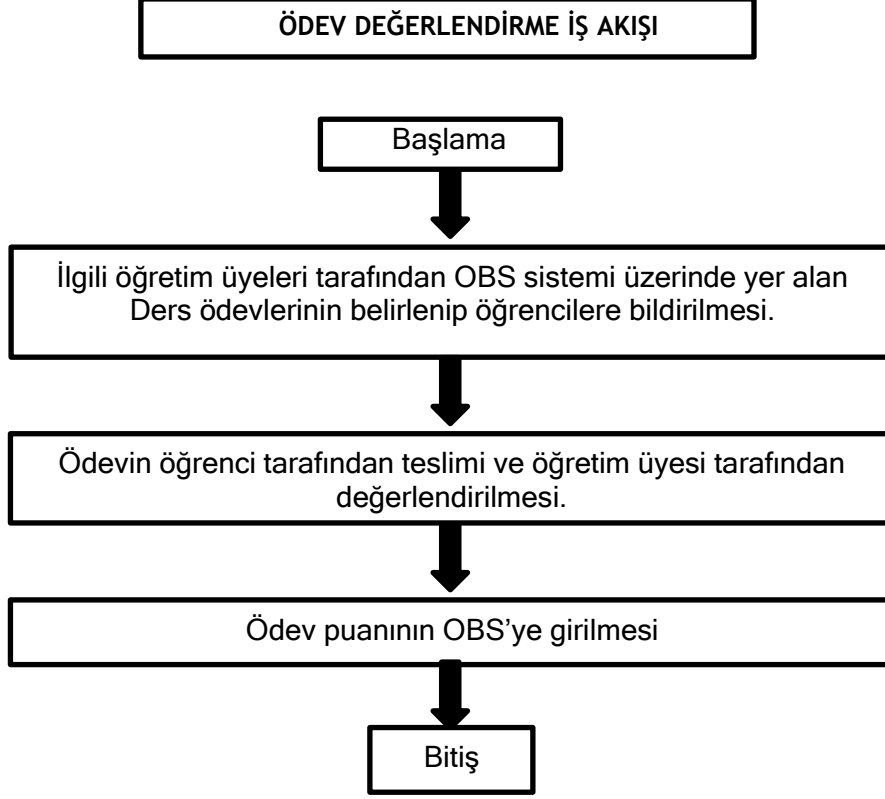 ÖDEV DEĞERLENDİRME İŞ AKIŞI
Başlama
İlgili öğretim üyeleri tarafından OBS sistemi üzerinde yer alan
Ders ödevlerinin belirlenip öğrencilere bildirilmesi.
Ödevin öğrenci tarafından teslimi ve öğretim üyesi tarafından
değerlendirilmesi.
Ödev puanının OBS’ye girilmesi
Bitiş